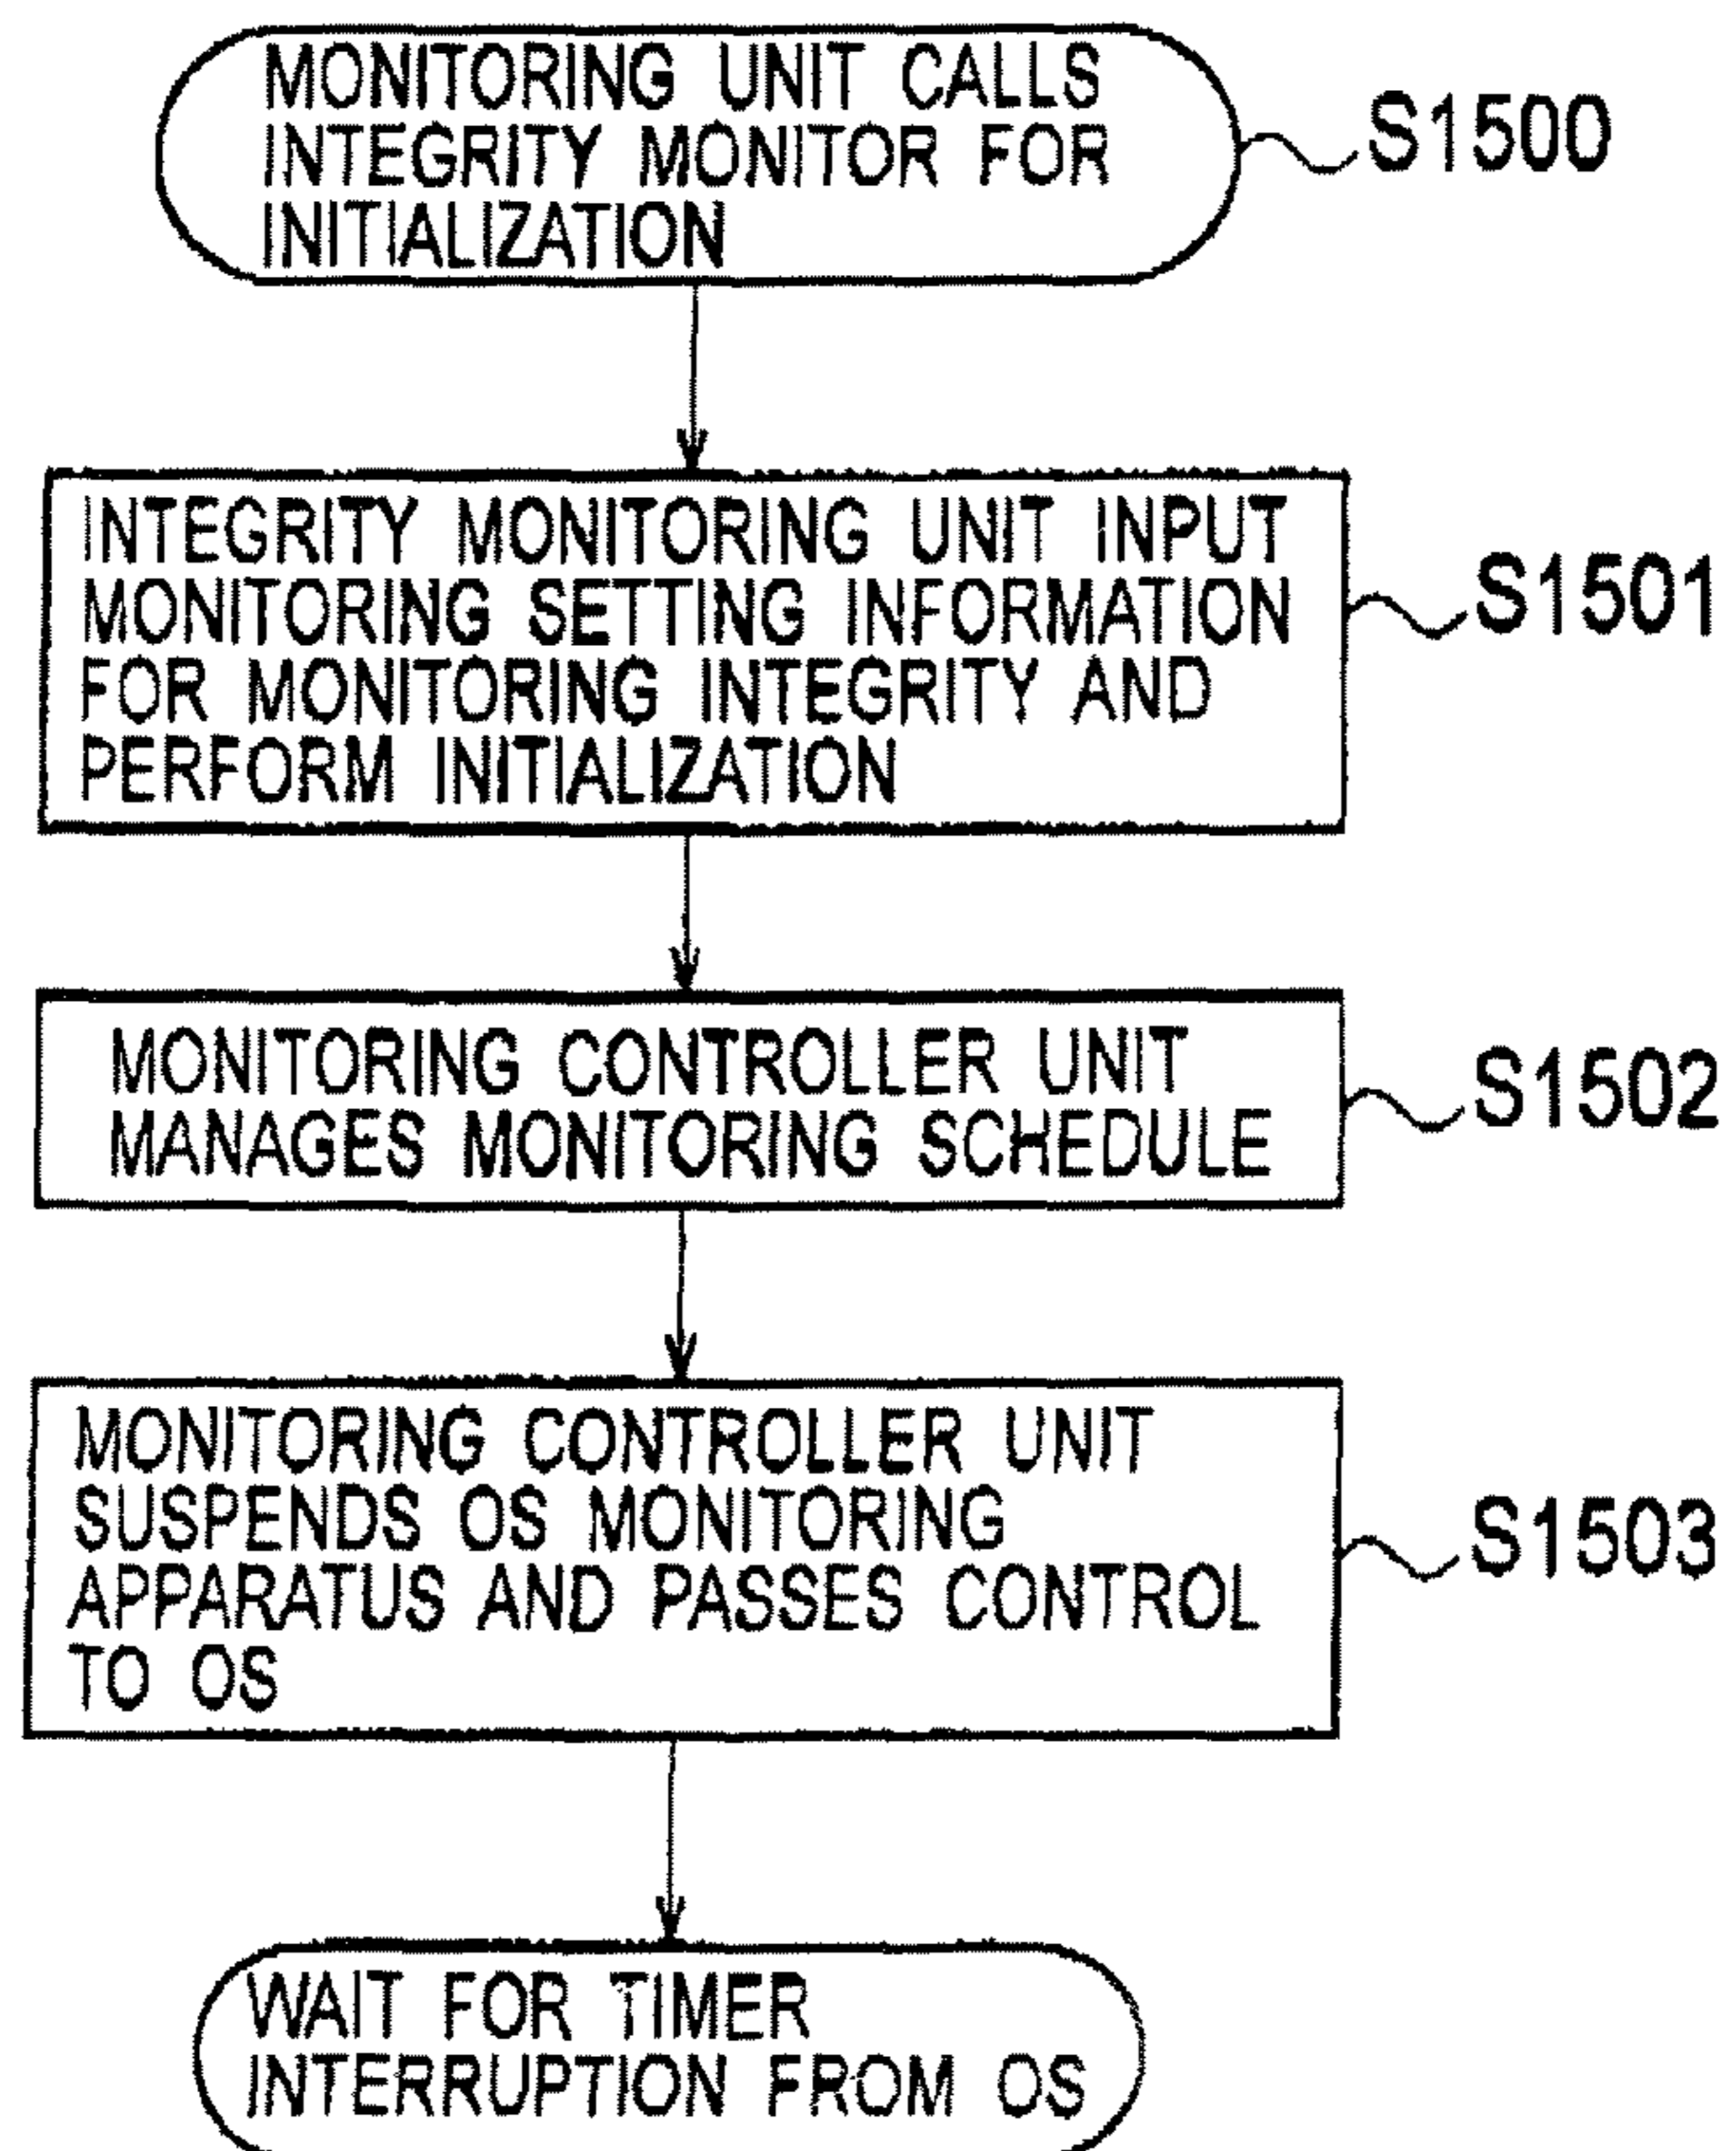 MONITORING UNIT CALLS
INTEGRITY MONITOR FOR
INITIALIZATION
S1500
INTEGRITY MONITORING UNIT INPUT
MONITORING SETTING INFORMATION
FOR MONITORING INTEGRITY AND
PERFORM INITIALIZATION
S1501
MONITORING CONTROLLER UNIT
MANAGES MONITORING SCHEDULE
S1502
MONITORING CONTROLLER UNIT
SUSPENDS OS MONITORING
APPARATUS AND PASSES CONTROL
TO OS
S1503
WAIT FOR TIMER
INTERRUPTION FROM OS